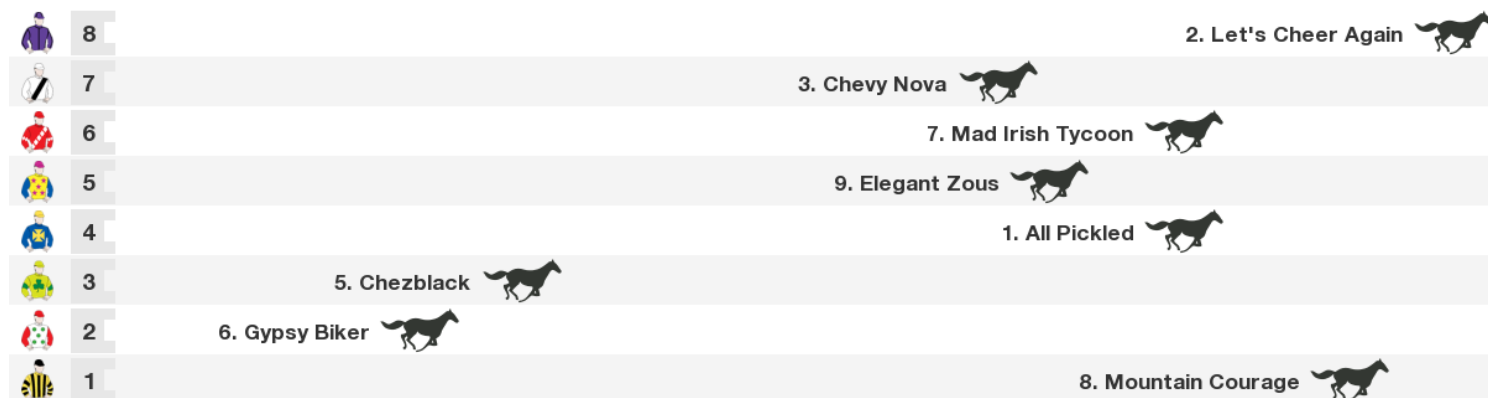 8 2. Let's Cheer Again
7 3. Chevy Nova
6 7. Mad Irish Tycoon
5 9. Elegant Zous
4 1. All Pickled
3 5. Chezblack
2 6. Gypsy Biker
1 8. Mountain Courage